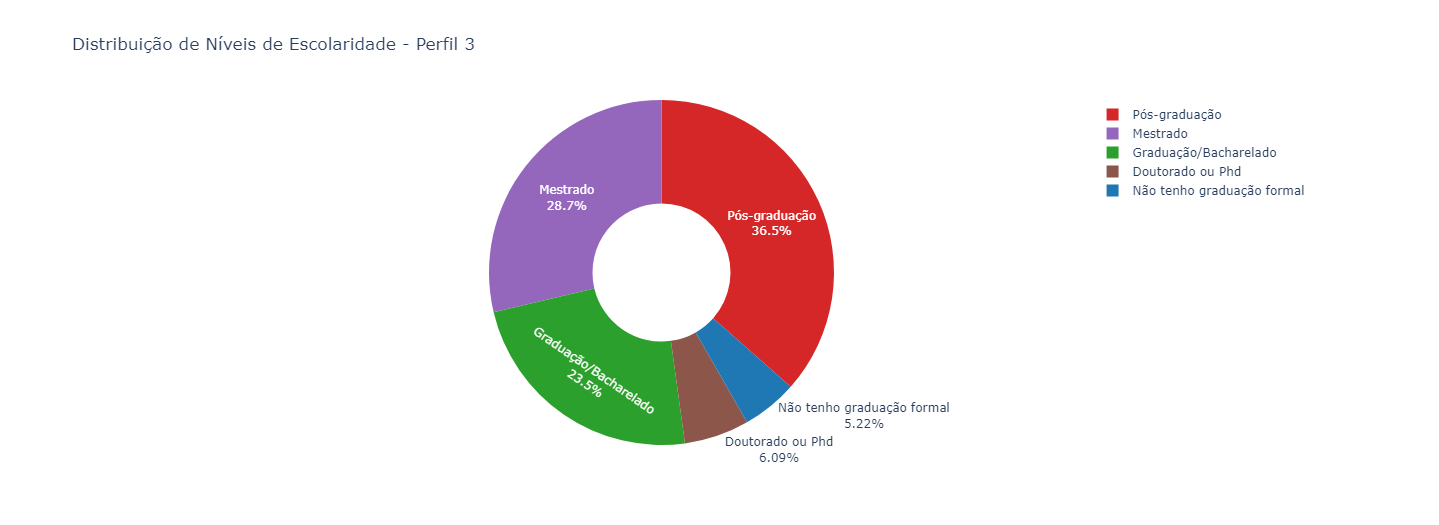 Distribuição de Níveis de Escolaridade - Perfil 3
Pós-graduação
Mestrado
Graduação/Bacharelado
Doutorado ou Phd
Não tenho graduação formal
Mestrado
28.7%
Pós-graduação
36.5%
Graduação/Bacharelado
23.5%
Não tenho graduação formal
5.22%
Doutorado ou Phd
6.09%